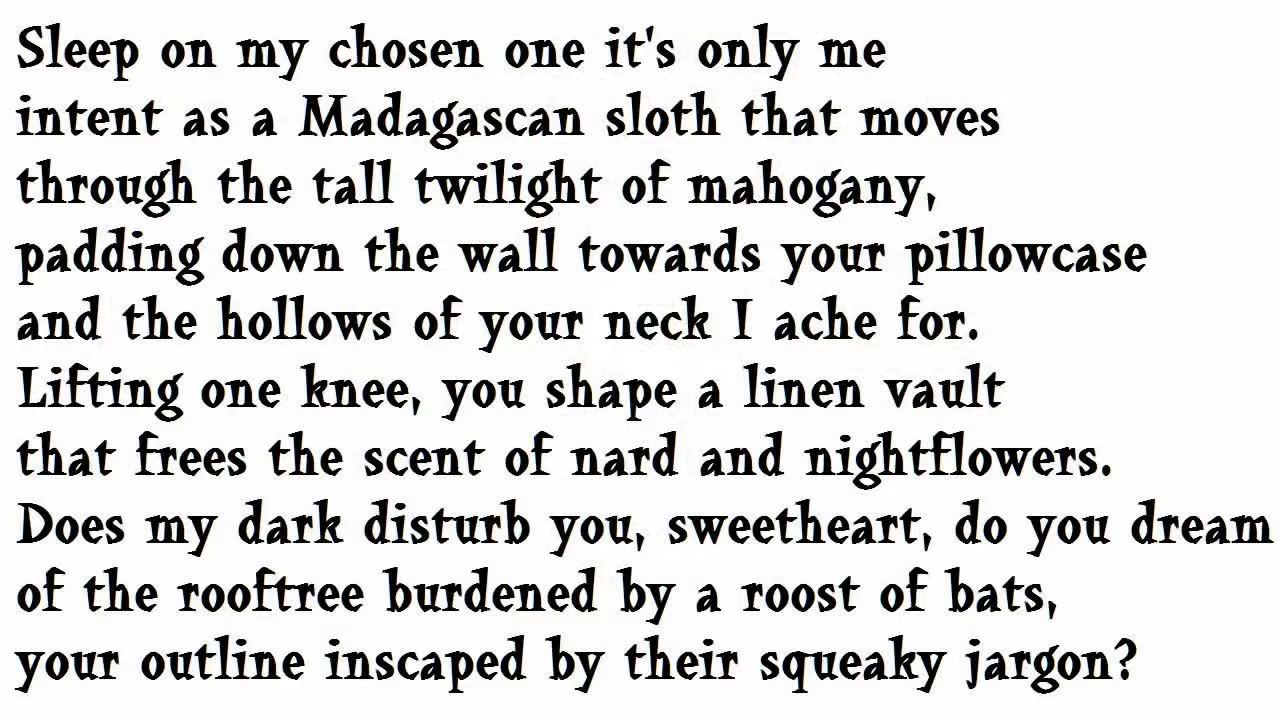 Sleep on my chosen one it's only me
intent as a Madagascan sloth that moves
through the tall twilight of mahogany,
padding down the wall towards your pillowcase
and the hollows of your neck I ache for.
Lifting one knee, you shape a linen vault
that frees the scent of nard and nightflowers.
Does my dark disturb you, sweetheart, do you dream
of the rooftree burdened by a roost of bats,
your outline inscaped by their squeaky jargon?